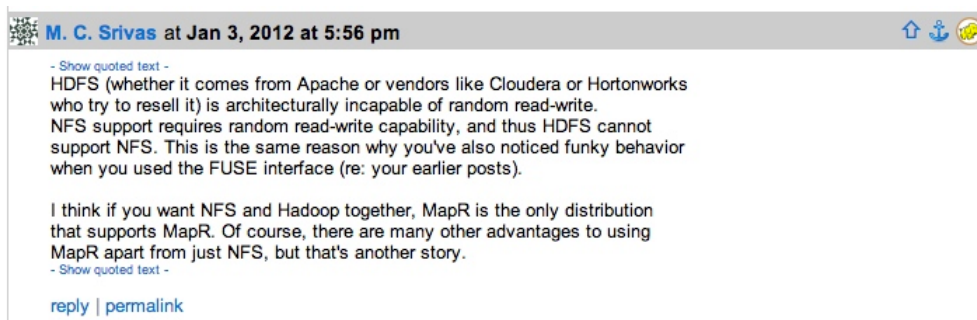 M. C. Srivas at Jan 3, 2012 at 5:56 pm
- Show quoted text -
HDFS (whether it comes from Apache or vendors like Cloudera or Hortonworks
who try to resell it) is architecturally incapable of random read-write.
NFS support requires random read-write capability, and thus HDFS cannot
support NFS. This is the same reason why you've also noticed funky behavior
when you used the FUSE interface (re: your earlier posts).
I think if you want NFS and Hadoop together, MapR is the only distribution
that supports MapR. Of course, there are many other advantages to using
MapR apart from just NFS, but that's another story.
- Show quoted text -
reply | permalink